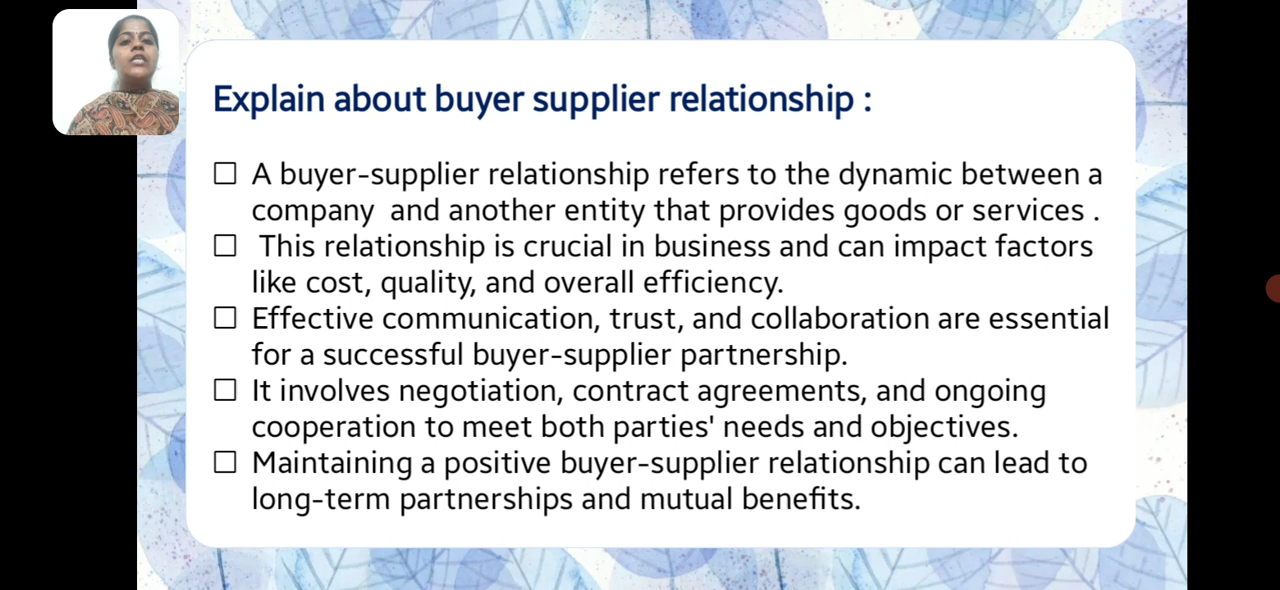 Explain about buyer supplier relationship :
☐ A buyer-supplier relationship refers to the dynamic between a
company  and another entity that provides goods or services .
☐  This relationship is crucial in business and can impact factors
like cost, quality, and overall efficiency.
☐ Effective communication, trust, and collaboration are essential
for a successful buyer-supplier partnership.
☐ It involves negotiation, contract agreements, and ongoing
cooperation to meet both parties' needs and objectives.
☐ Maintaining a positive buyer-supplier relationship can lead to
long-term partnerships and mutual benefits.